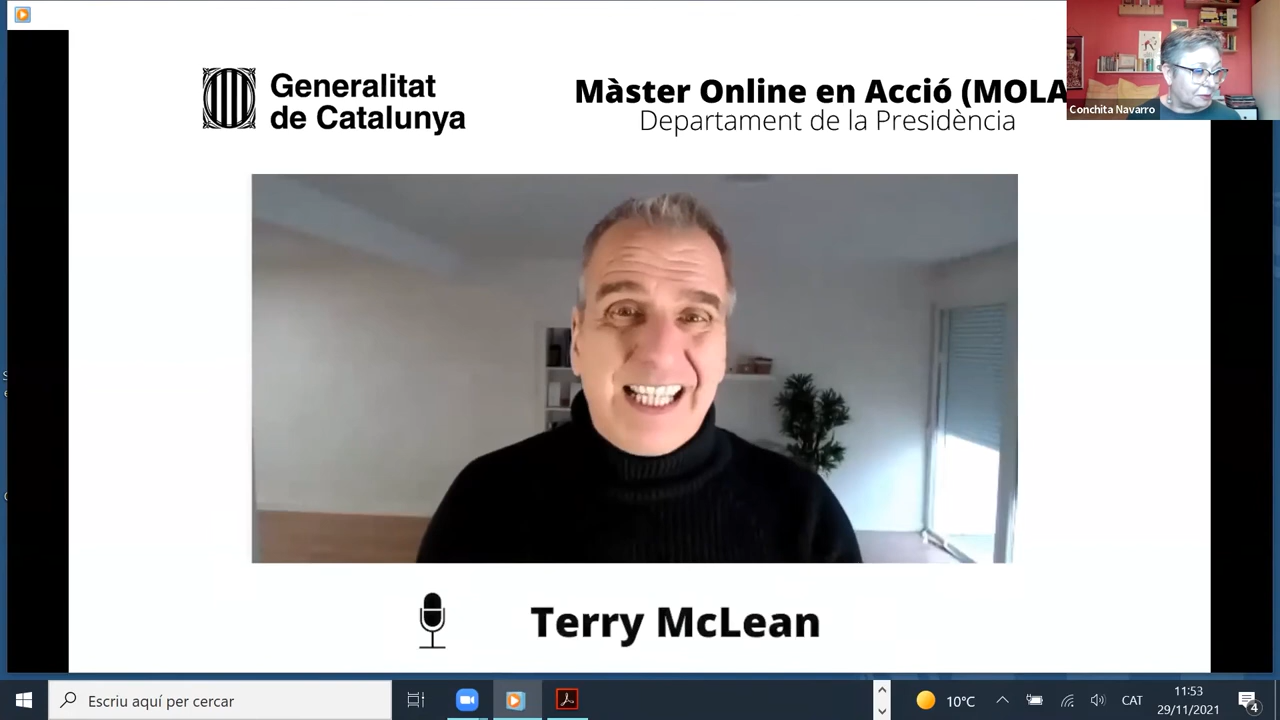 Generalitat
de Catalunya
Màster Online en Acció (MOLA
Departament de la Presidència
Conchita Navarro
Terry McLean
Escriu aquí per cercar
10°C
CAT
11:53
29/11/2021
4